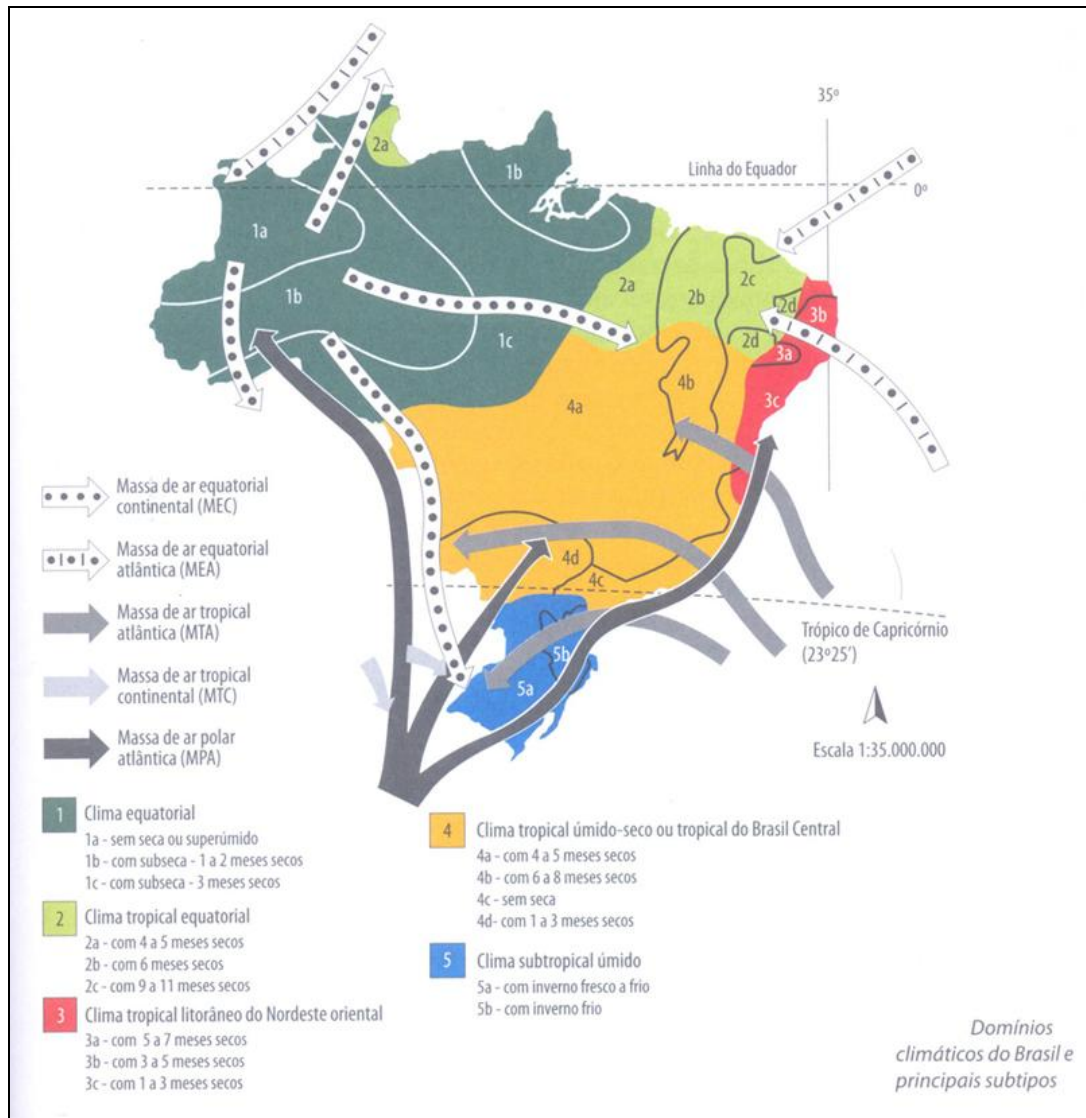 35º
Linha do Equador
0º
2a
1b
1a
1b
1c
2a
2b
2c
2d
3b
2d
3a
3c
4b
4a
4d
4c
5b
5a
Trópico de Capricórnio
(23º25')
Escala 1:35.000.000
Massa de ar equatorial
continental (MEC)
Massa de ar equatorial
atlântica (MEA)
Massa de ar tropical
atlântica (MTA)
Massa de ar tropical
continental (MTC)
Massa de ar polar
atlântica (MPA)
1 Clima equatorial
1a - sem seca ou superúmido
1b - com subseca - 1 a 2 meses secos
1c - com subseca - 3 meses secos
2 Clima tropical equatorial
2a - com 4 a 5 meses secos
2b - com 6 meses secos
2c - com 9 a 11 meses secos
3 Clima tropical litorâneo do Nordeste oriental
3a - com 5 a 7 meses secos
3b - com 3 a 5 meses secos
3c - com 1 a 3 meses secos
4 Clima tropical úmido-seco ou tropical do Brasil Central
4a - com 4 a 5 meses secos
4b - com 6 a 8 meses secos
4c - sem seca
4d- com 1 a 3 meses secos
5 Clima subtropical úmido
5a - com inverno fresco a frio
5b - com inverno frio
Domínios
climáticos do Brasil e
principais subtipos